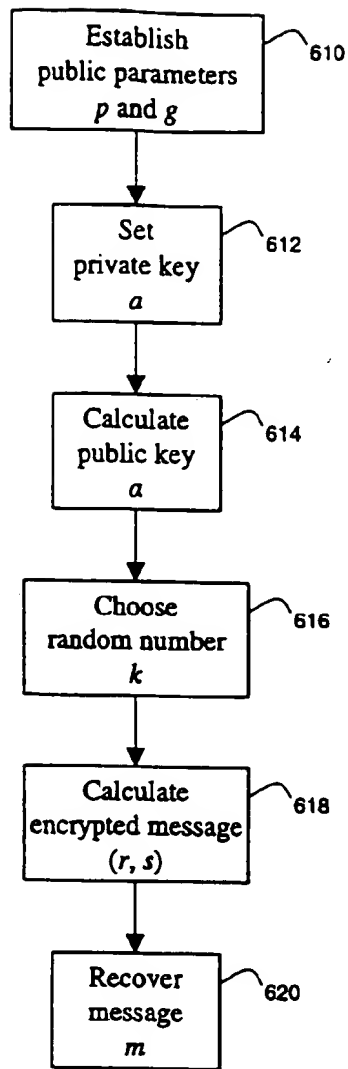 Establish
public parameters
p and g
610
Set
private key
a
612
Calculate
public key
a
614
Choose
random number
k
616
Calculate
encrypted message
(r, s)
618
Recover
message
m
620